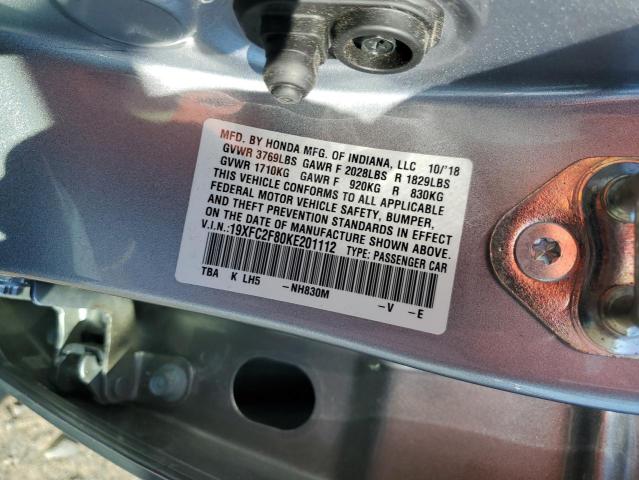 MFD. BY HONDA MFG. OF INDIANA, LLC 10/'18
GVWR 3769LBS GAWR F 2028LBS R 1829LBS
GVWR 1710KG GAWR F 920KG R 830KG
THIS VEHICLE CONFORMS TO ALL APPLICABLE
FEDERAL MOTOR VEHICLE SAFETY, BUMPER,
AND THEFT PREVENTION STANDARDS IN EFFECT
ON THE DATE OF MANUFACTURE SHOWN ABOVE.
V.I.N.:19XFC2F80KE201112 TYPE: PASSENGER CAR
TBA K LH5 -NH830M -V -E